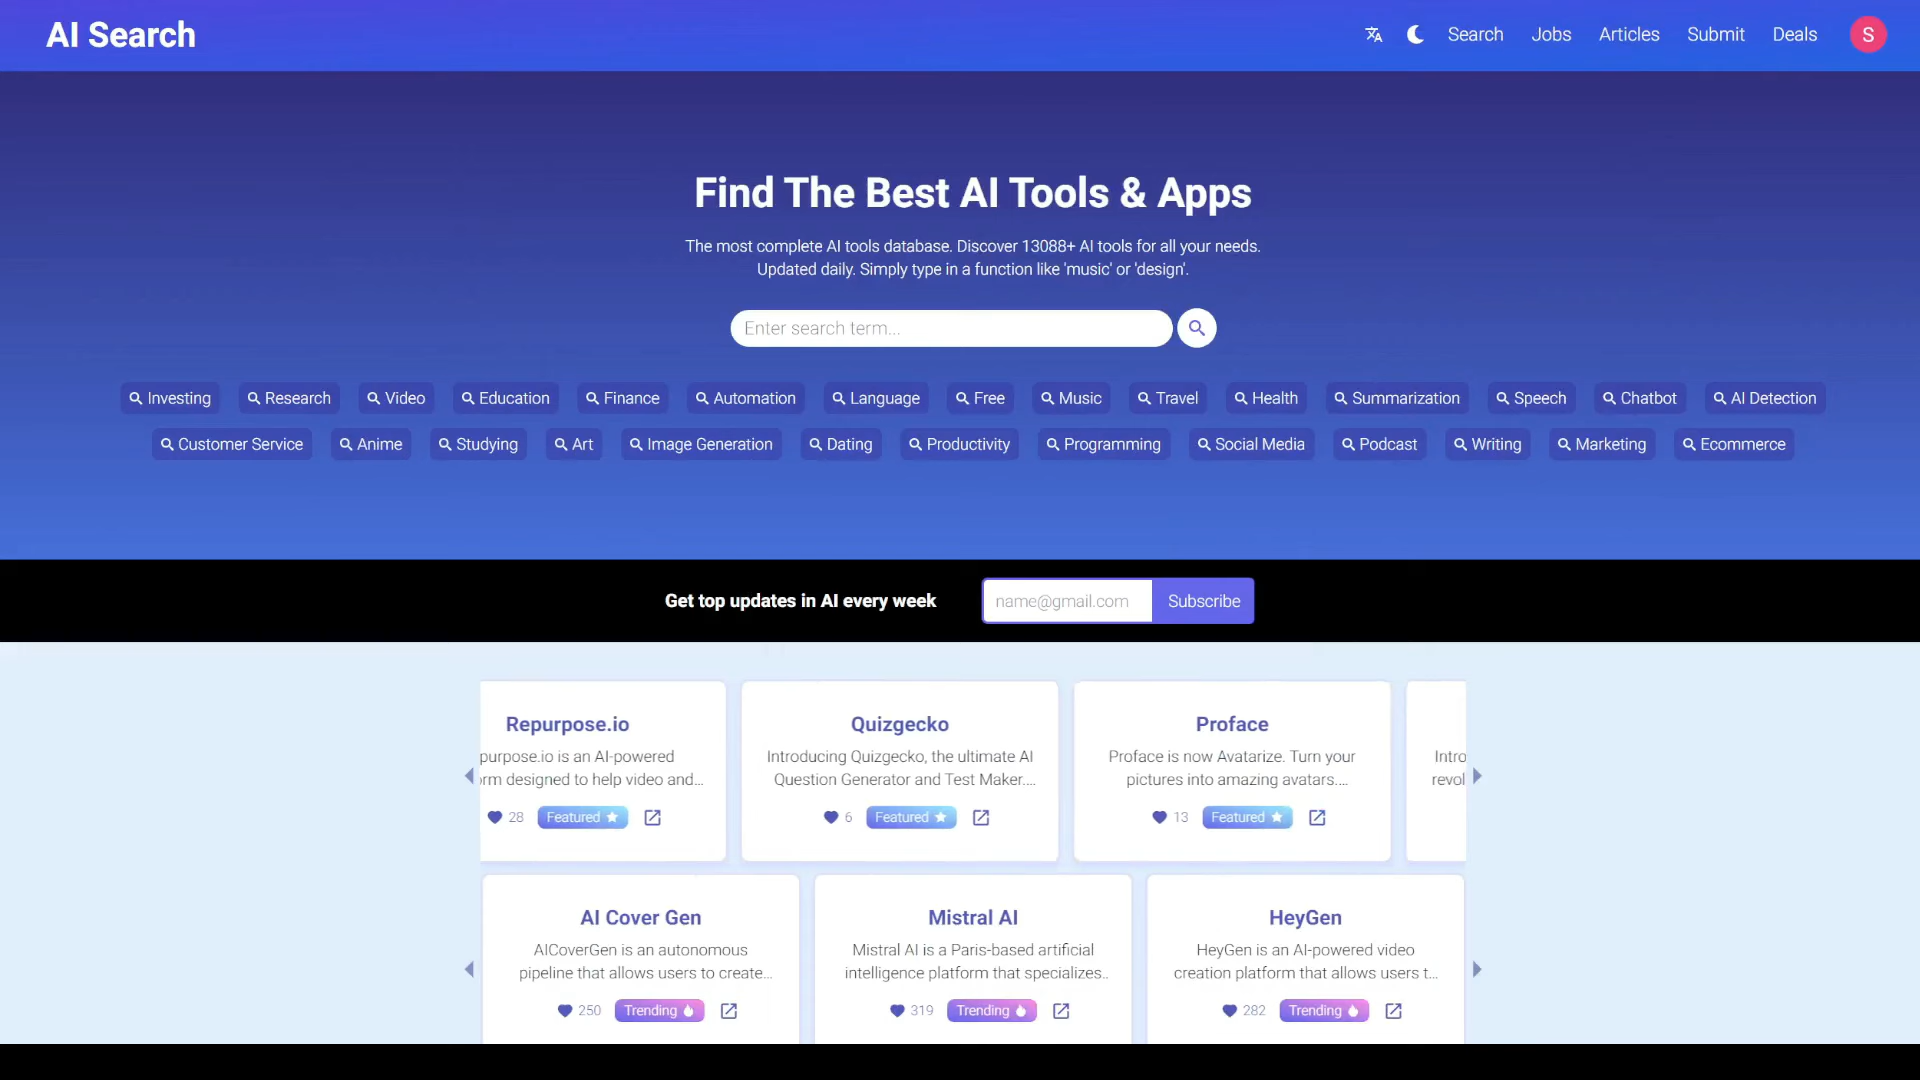 AI Search
Search Jobs Articles Submit Deals S
Find The Best AI Tools & Apps
The most complete AI tools database. Discover 13088+ AI tools for all your needs.
Updated daily. Simply type in a function like 'music' or 'design'.
Enter search term...
Investing Research Video Education Finance Automation Language Free Music Travel Health Summarization Speech Chatbot AI Detection
Customer Service Anime Studying Art Image Generation Dating Productivity Programming Social Media Podcast Writing Marketing Ecommerce
Get top updates in AI every week name@gmail.com Subscribe
Repurpose.io
purpose.io is an AI-powered
rm designed to help video and...
28 Featured
Quizgecko
Introducing Quizgecko, the ultimate AI
Question Generator and Test Maker....
6 Featured
Proface
Proface is now Avatarize. Turn your
pictures into amazing avatars....
13 Featured
Intro
revol
AI Cover Gen
AICoverGen is an autonomous
pipeline that allows users to create...
250 Trending
Mistral AI
Mistral AI is a Paris-based artificial
intelligence platform that specializes..
319 Trending
HeyGen
HeyGen is an AI-powered video
creation platform that allows users t...
282 Trending